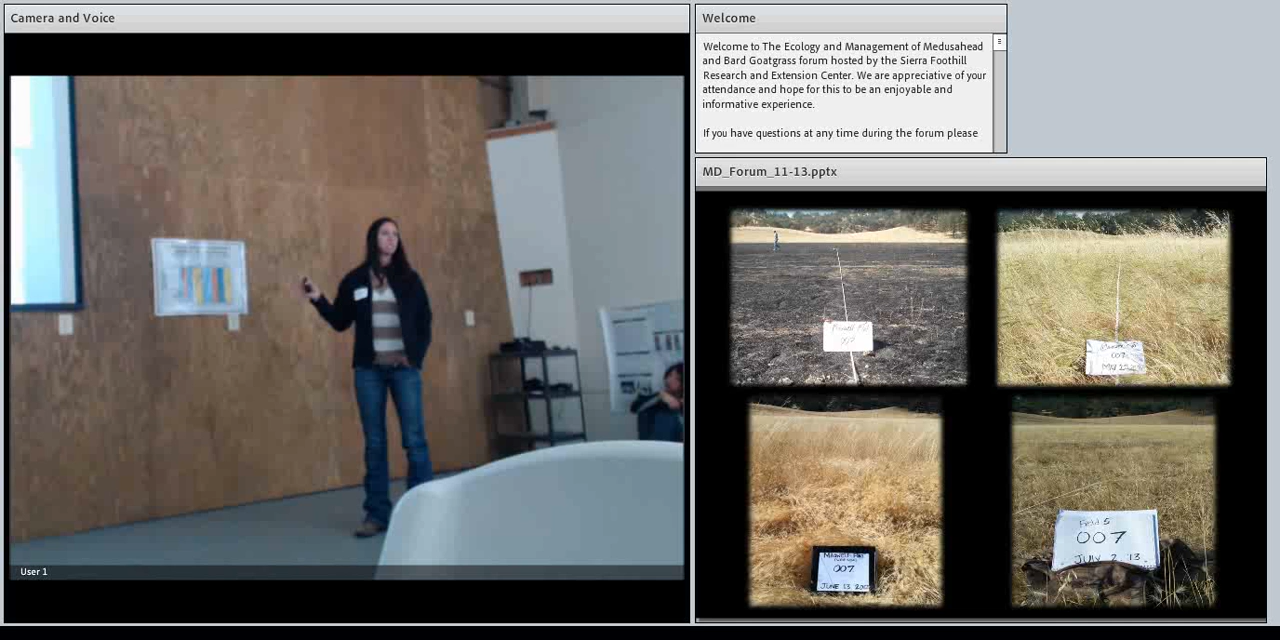 Camera and Voice
User 1
Welcome
Welcome to The Ecology and Management of Medusahead
and Bard Goatgrass forum hosted by the Sierra Foothill
Research and Extension Center. We are appreciative of your
attendance and hope for this to be an enjoyable and
informative experience.
If you have questions at any time during the forum please
MD_Forum_11-13.pptx
007
007
007
JUNE 13
Field 5
007
JULY 2 '13